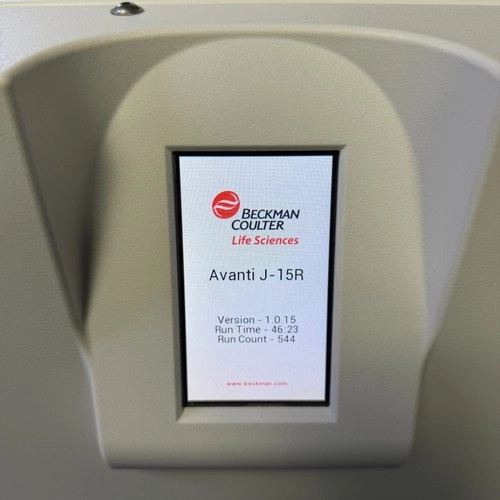 BECKMAN
COULTER
Life Sciences
Avanti J-15R
Version - 1.0.15
Run Time - 46:23
Run Count - 544
www.beckman.com